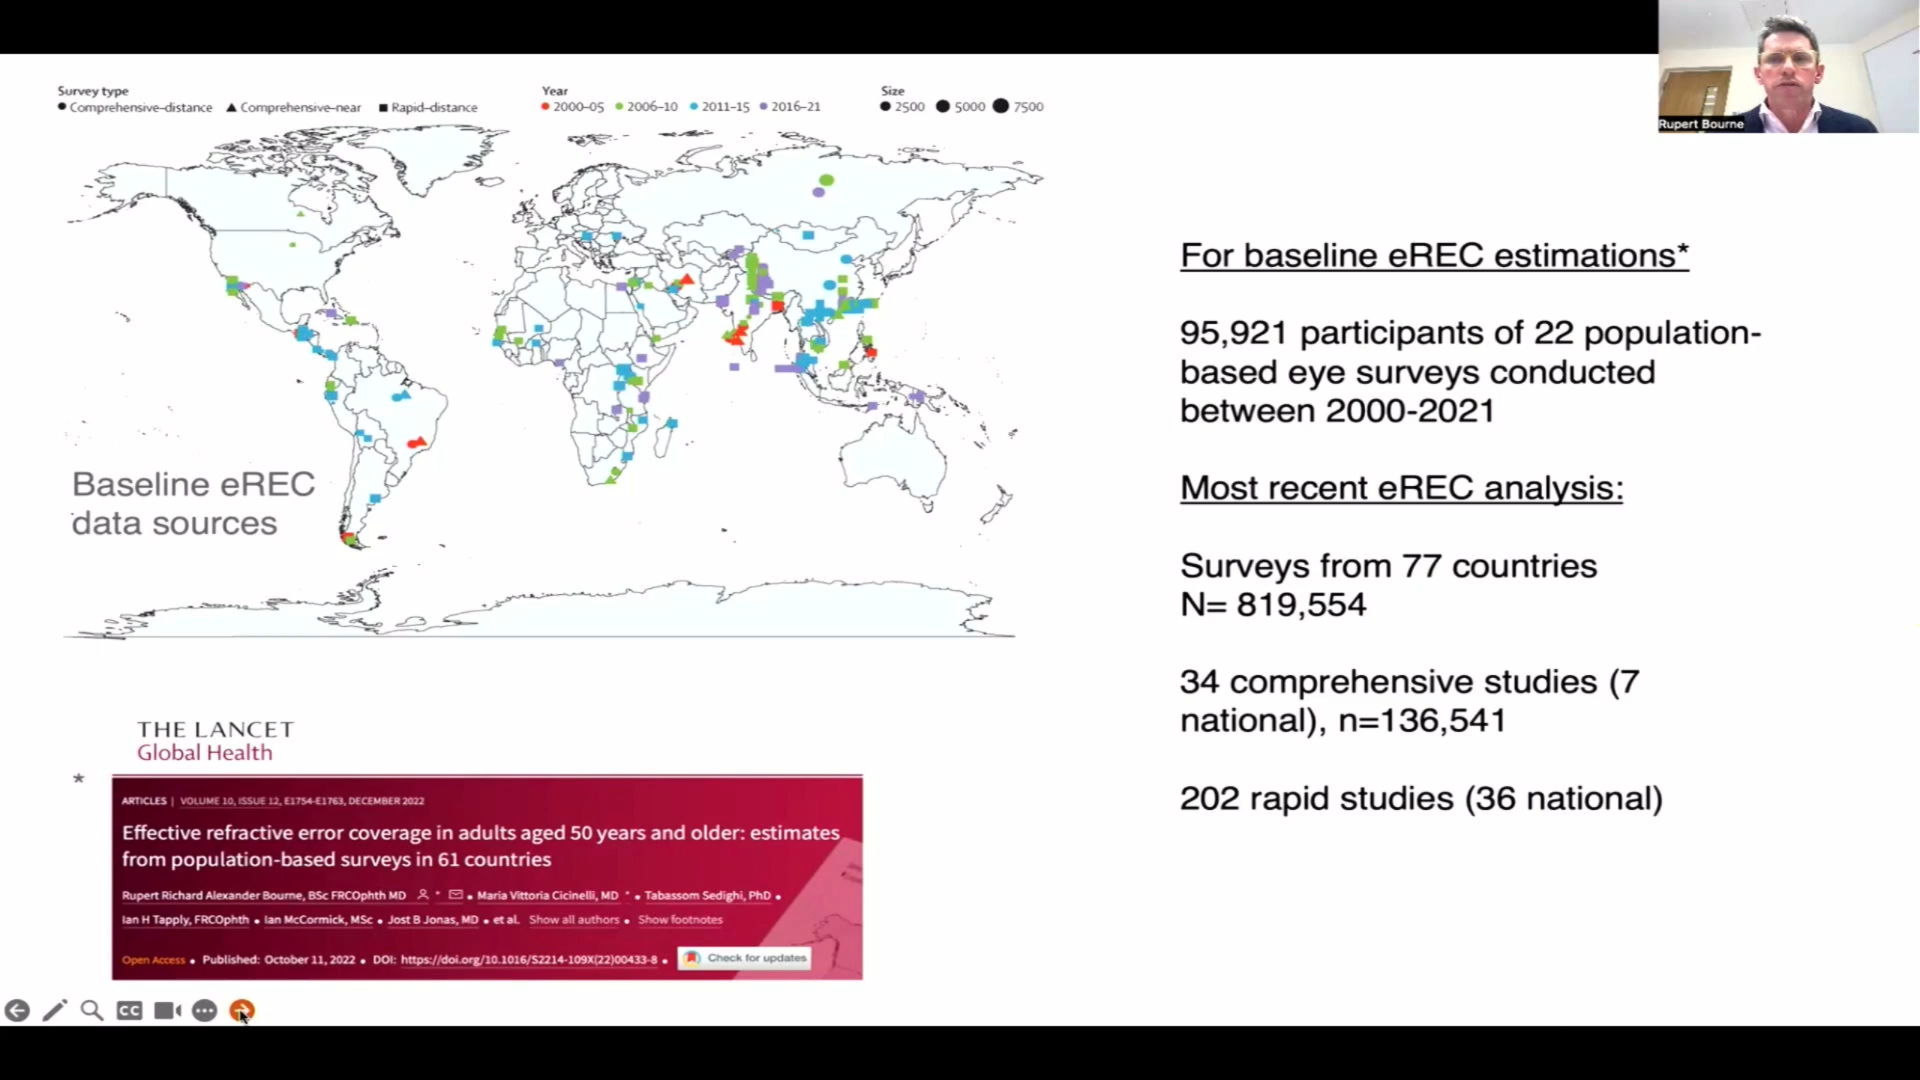 Rupert Bourne
Survey type
Comprehensive–distance Comprehensive–near Rapid–distance
Year
2000–05 2006–10 2011–15 2016–21
Size
2500 5000 7500
Baseline eREC
data sources
For baseline eREC estimations*
95,921 participants of 22 population-
based eye surveys conducted
between 2000-2021
Most recent eREC analysis:
Surveys from 77 countries
N= 819,554
34 comprehensive studies (7
national), n=136,541
202 rapid studies (36 national)
THE LANCET
Global Health
*
ARTICLES | VOLUME 10, ISSUE 12, E1754-E1763, DECEMBER 2022
Effective refractive error coverage in adults aged 50 years and older: estimates
from population-based surveys in 61 countries
Rupert Richard Alexander Bourne, BSc FRCOphth MD * • Maria Vittoria Cicinelli, MD * • Tabassom Sedighi, PhD •
Ian H Tapply, FRCOphth • Ian McCormick, MSc • Jost B Jonas, MD • et al. Show all authors • Show footnotes
Open Access • Published: October 11, 2022 • DOI: https://doi.org/10.1016/S2214-109X(22)00433-8 • Check for updates
CC